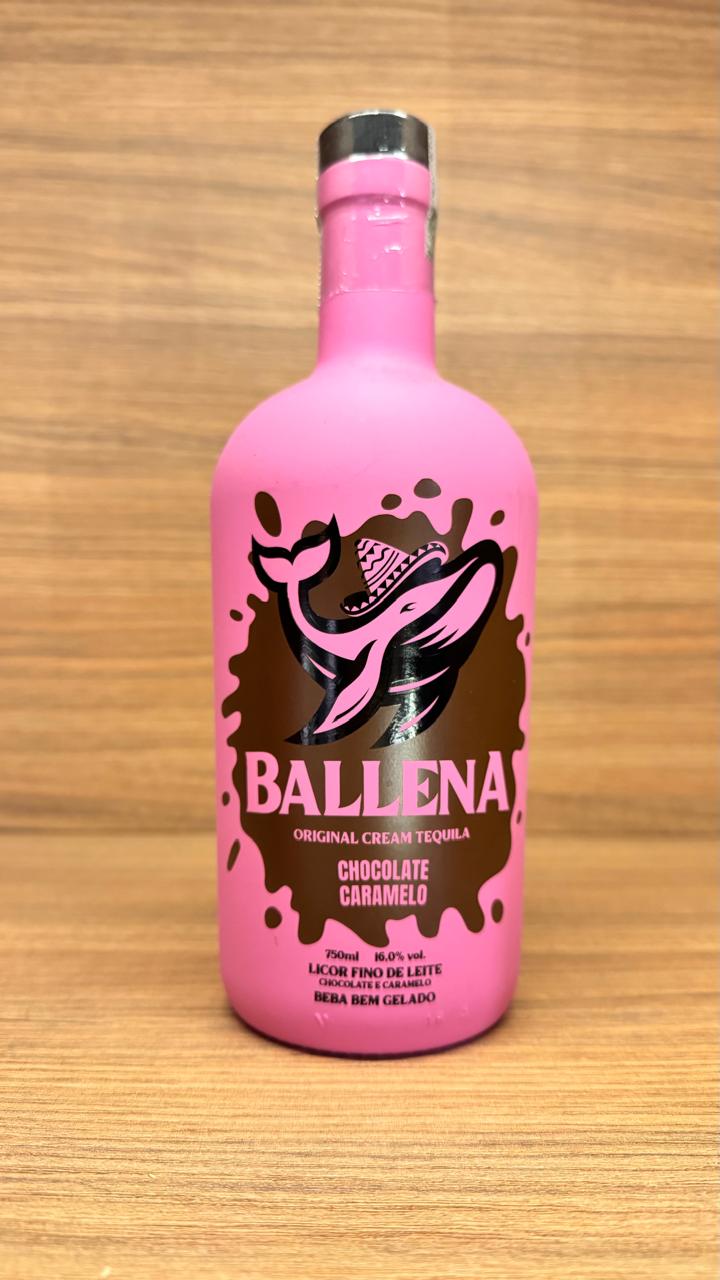 BALLENA
ORIGINAL CREAM TEQUILA
CHOCOLATE
CARAMELO
750ml 16,0% vol.
LICOR FINO DE LEITE
CHOCOLATE E CARAMELO
BEBA BEM GELADO